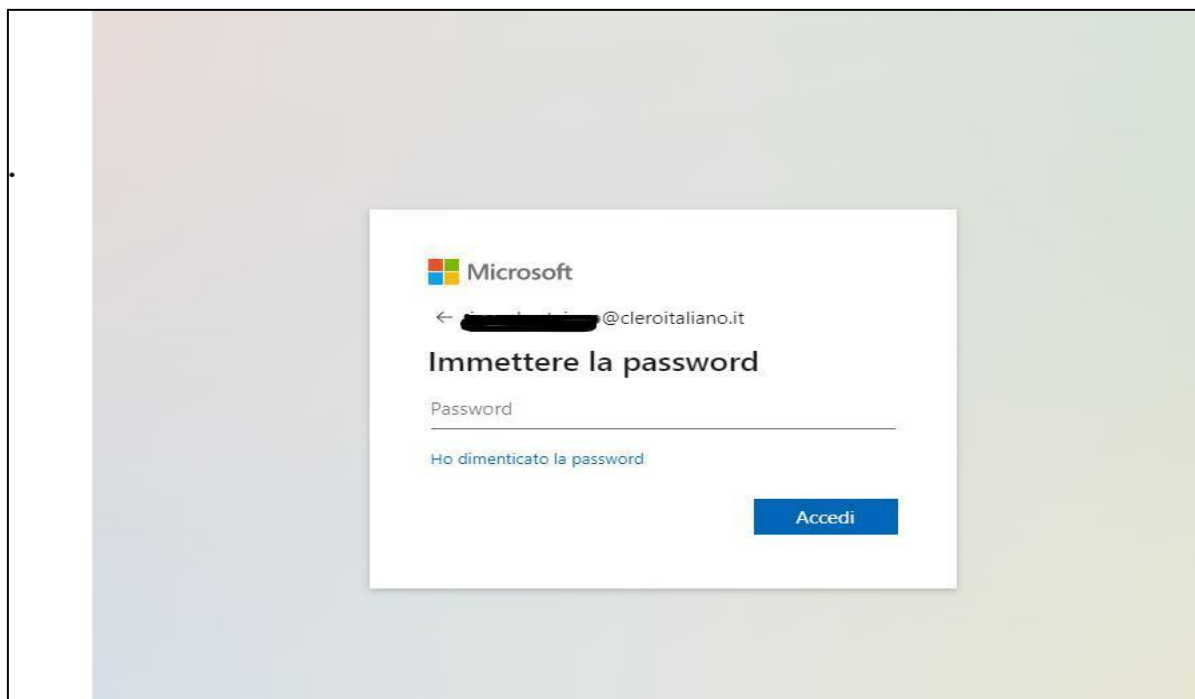 Microsoft
← @cleroitaliano.it
Immettere la password
Password
Ho dimenticato la password
Accedi